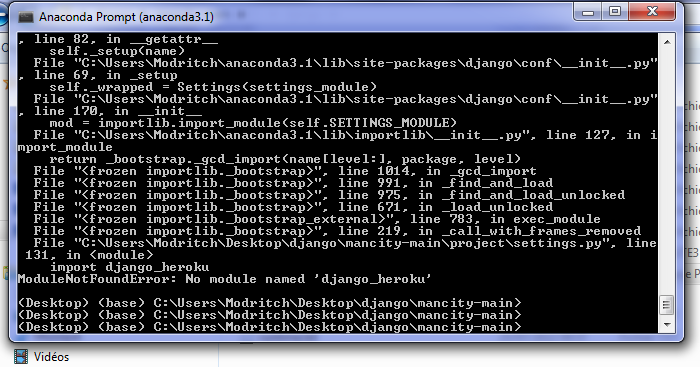 Anaconda Prompt (anaconda3.1)
, line 82, in __getattr__
self._setup(name)
File "C:\Users\Modritch\anaconda3.1\lib\site-packages\django\conf\__init__.py"
, line 69, in _setup
self._wrapped = Settings(settings_module)
File "C:\Users\Modritch\anaconda3.1\lib\site-packages\django\conf\__init__.py"
, line 170, in __init__
mod = importlib.import_module(self.SETTINGS_MODULE)
File "C:\Users\Modritch\anaconda3.1\lib\importlib\__init__.py", line 127, in i
mport_module
return _bootstrap._gcd_import(name[level:], package, level)
File "<frozen importlib._bootstrap>", line 1014, in _gcd_import
File "<frozen importlib._bootstrap>", line 991, in _find_and_load
File "<frozen importlib._bootstrap>", line 975, in _find_and_load_unlocked
File "<frozen importlib._bootstrap>", line 671, in _load_unlocked
File "<frozen importlib._bootstrap_external>", line 783, in exec_module
File "<frozen importlib._bootstrap>", line 219, in _call_with_frames_removed
File "C:\Users\Modritch\Desktop\django\mancity-main\project\settings.py", line
131, in <module>
import django_heroku
ModuleNotFoundError: No module named 'django_heroku'
(Desktop) (base) C:\Users\Modritch\Desktop\django\mancity-main>
(Desktop) (base) C:\Users\Modritch\Desktop\django\mancity-main>
(Desktop) (base) C:\Users\Modritch\Desktop\django\mancity-main>
Vidéos